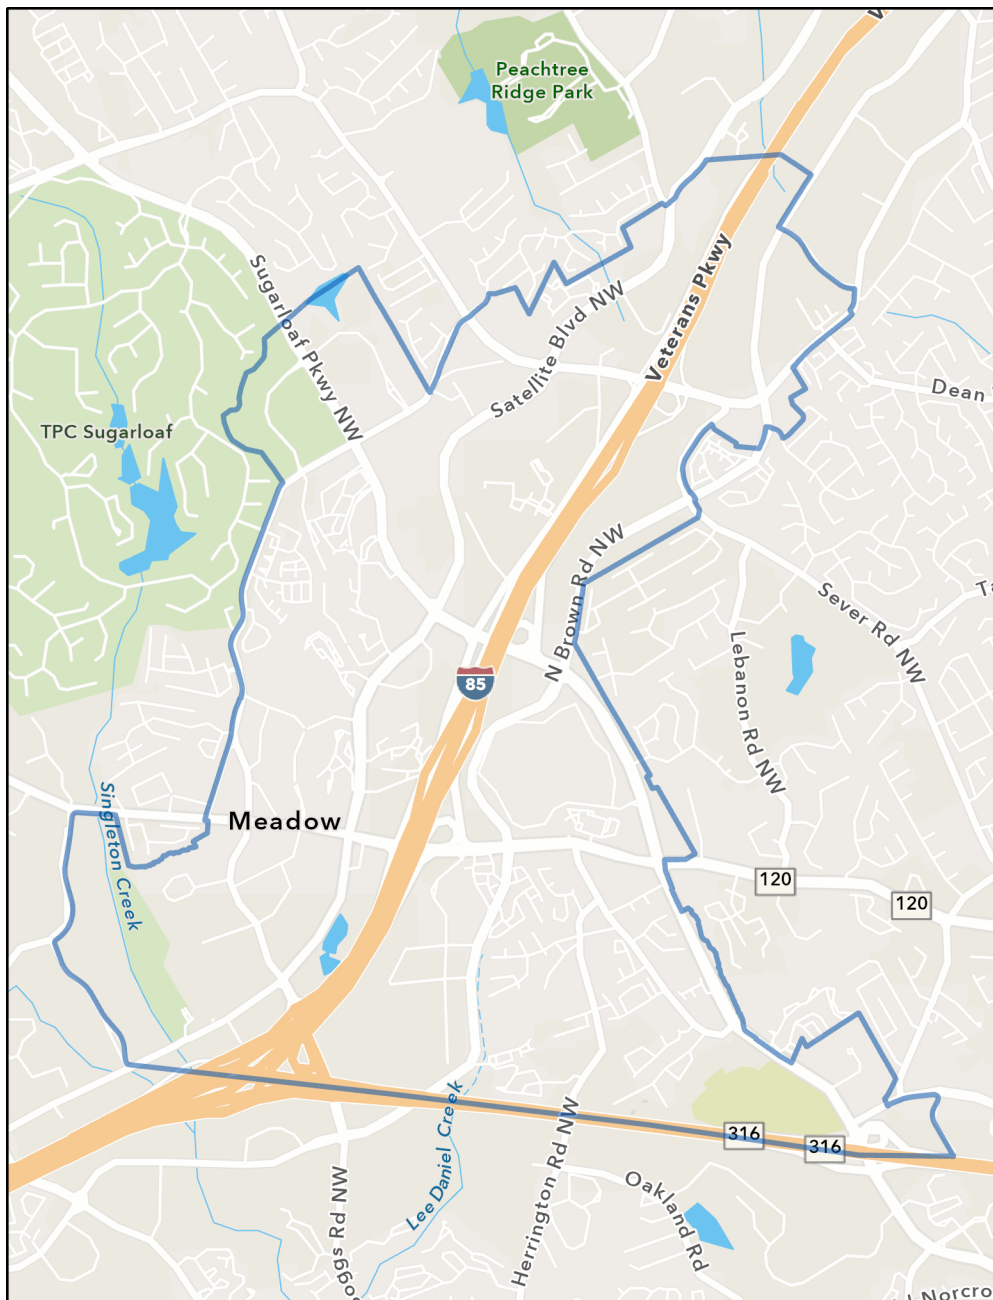 Peachtree
Ridge Park
Sugarloaf Pkwy NW
Satellite Blvd NW
Veterans Pkwy
Dean
TPC Sugarloaf
N Brown Rd NW
Sever Rd NW
Lebanon Rd NW
85
Singleton Creek
Meadow
120
120
Lee Daniel Creek
Herrington Rd NW
316
316
Oakland Rd
Norcro